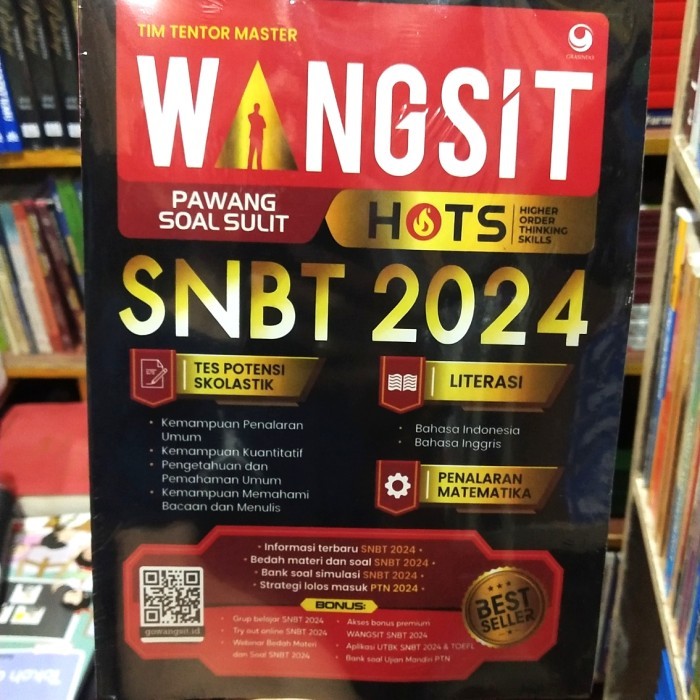 TIM TENTOR MASTER
GRASINDO
WANGSIT
PAWANG
SOAL SULIT
HOTS
HIGHER
ORDER
THINKING
SKILLS
SNBT 2024
TES POTENSI
SKOLASTIK
• Kemampuan Penalaran
Umum
• Kemampuan Kuantitatif
• Pengetahuan dan
Pemahaman Umum
• Kemampuan Memahami
Bacaan dan Menulis
LITERASI
• Bahasa Indonesia
• Bahasa Inggris
PENALARAN
MATEMATIKA
• Informasi terbaru SNBT 2024 •
• Bedah materi dan soal SNBT 2024 •
• Bank soal simulasi SNBT 2024 •
• Strategi lolos masuk PTN 2024 •
BONUS:
• Grup belajar SNBT 2024
• Try out online SNBT 2024
• Webinar Bedah Materi
dan Soal SNBT 2024
• Akses bonus premium
WANGSIT SNBT 2024
• Aplikasi UTBK SNBT 2024 & TOEFL
• Bank soal Ujian Mandiri PTN
gowangsit.id
BEST
SELLER